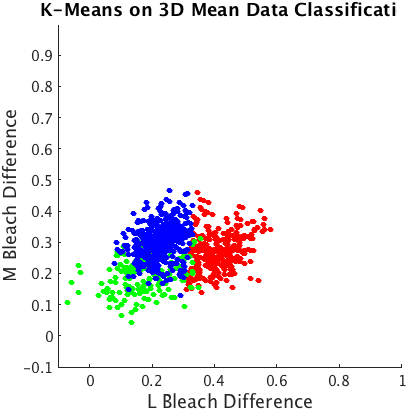 K-Means on 3D Mean Data Classificati
M Bleach Difference
0.9
0.8
0.7
0.6
0.5
0.4
0.3
0.2
0.1
0
-0.1
0 0.2 0.4 0.6 0.8 1
L Bleach Difference